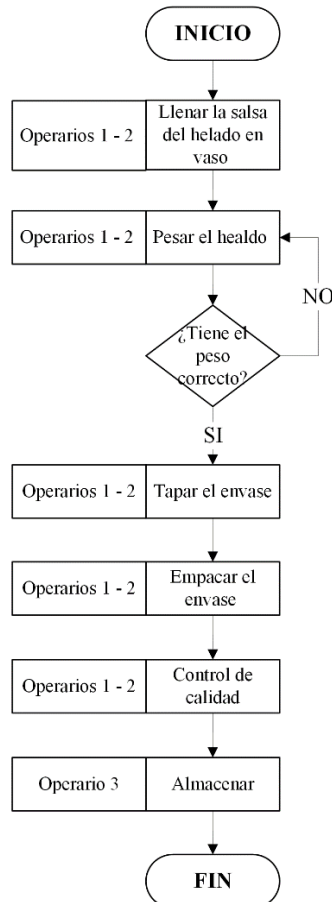 INICIO
Operarios 1 - 2
Llenar la salsa
del helado en
vaso
Operarios 1 - 2
Pesar el healdo
NO
¿Tiene el
peso
correcto?
SI
Operarios 1 - 2
Tapar el envase
Operarios 1 - 2
Empacar el
envase
Operarios 1 - 2
Control de
calidad
Operario 3
Almacenar
FIN